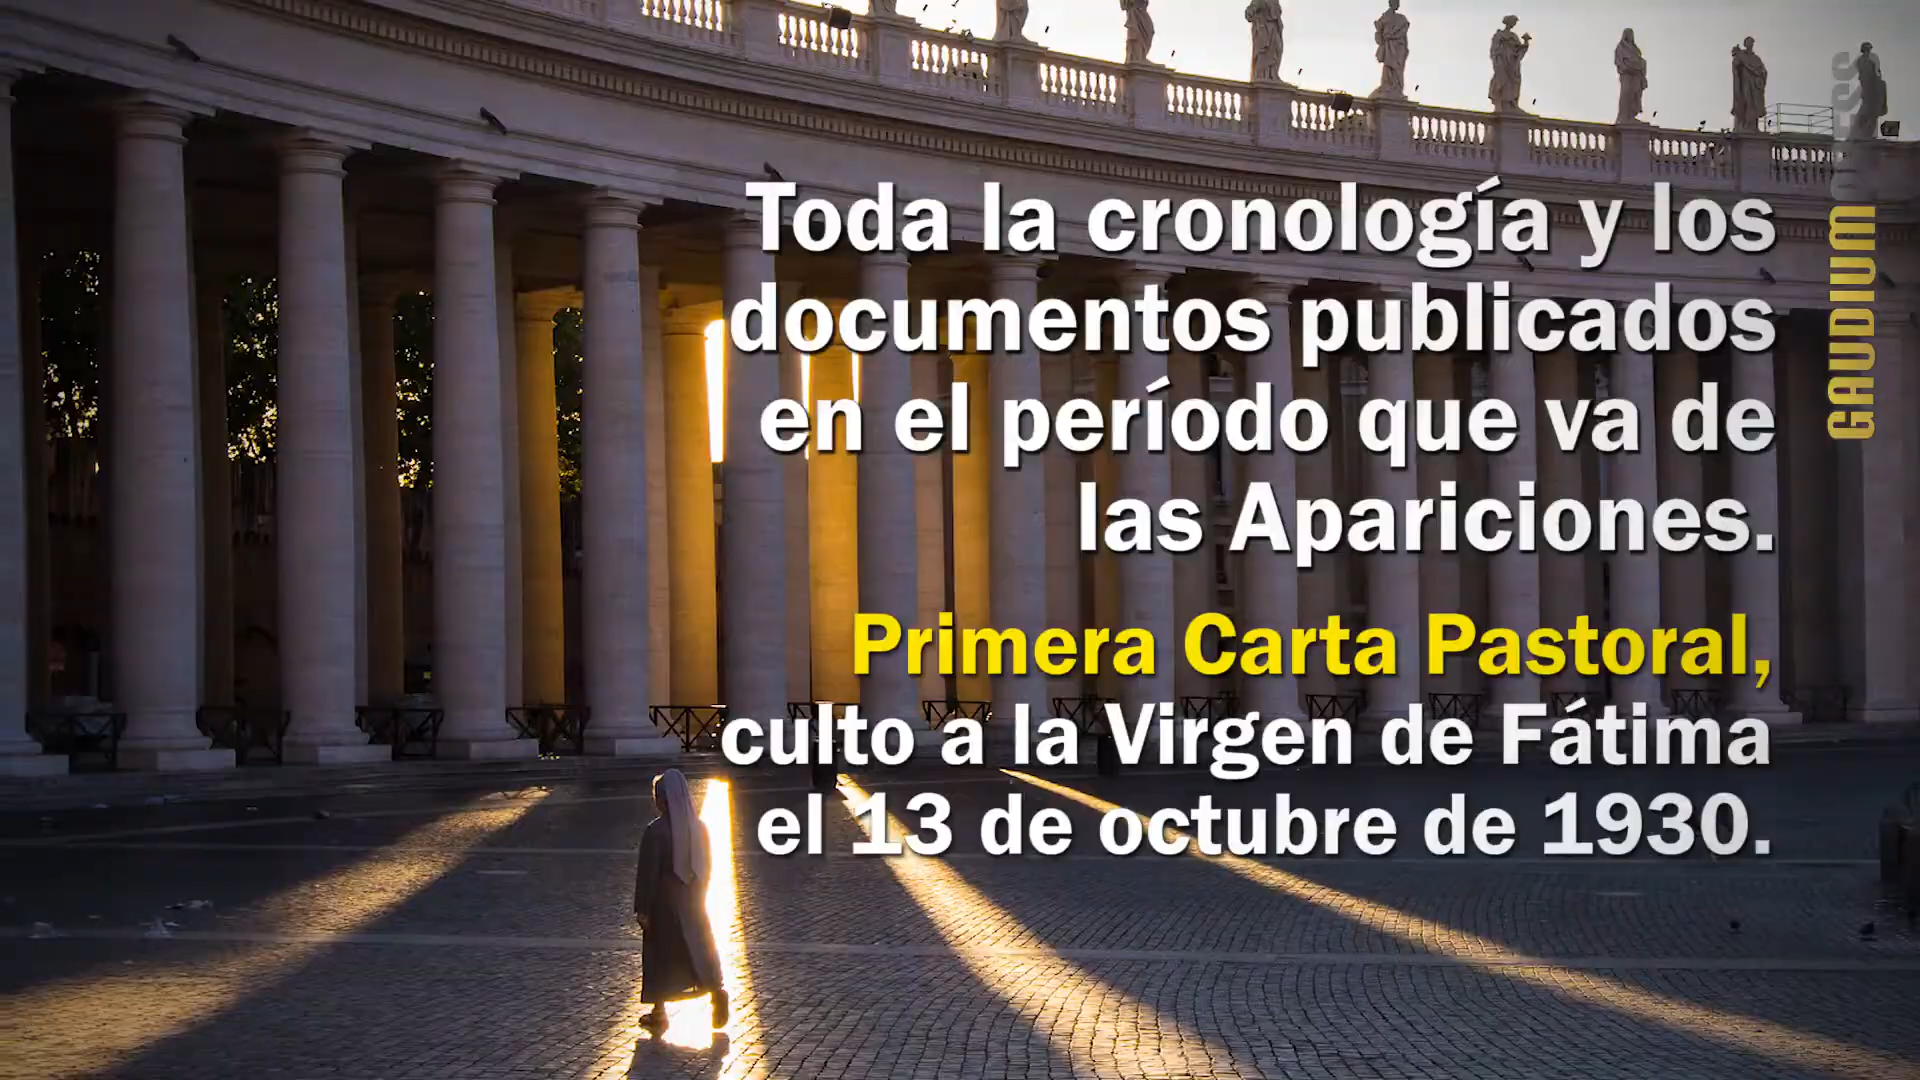 Toda la cronología y los
documentos publicados
en el período que va de
las Apariciones.
Primera Carta Pastoral,
culto a la Virgen de Fátima
el 13 de octubre de 1930.
GAUDIUM